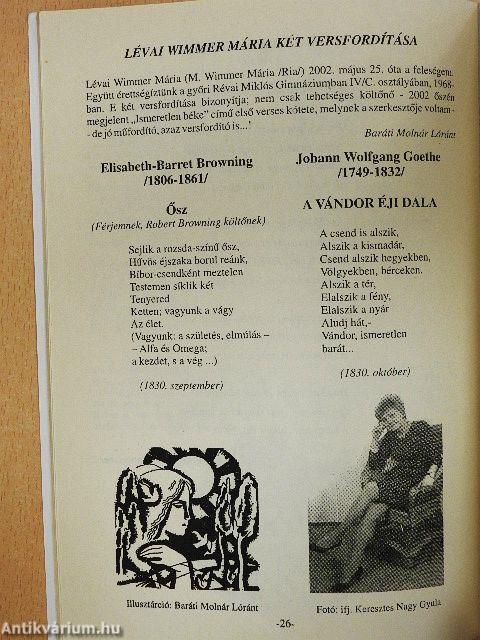 LÉVAI WIMMER MÁRIA KÉT VERSFORDÍTÁSA
Lévai Wimmer Mária (M. Wimmer Mária /Ria/) 2002. május 25. óta a feleségem.
Együtt érettségiztünk a győri Révai Miklós Gimnáziumban IV/C. osztályában, 1968-
ban. E két versfordítása bizonyítja; nem csak tehetséges költőnő - 2002 őszén
megjelent „Ismeretlen béke” című első verses kötete, melynek a szerkesztője voltam-
- de jó műfordító, azaz versfordító is...'
Baráti Molnár Lóránt
Elisabeth-Barret Browning
/1806-1861/
Ősz
(Férjemnek, Robert Browning költőnek)
Sejlik a rozsda-színű ősz,
Hűvös éjszaka borul reánk,
Bíbor-csendként meztelen
Testemen siklik két
Tenyered
Ketten; vagyunk a vágy
Az élet.
(Vagyunk: a születés, elmúlás –
– Alfa és Omega;
a kezdet, s a vég ...)
(1830. szeptember)
Johann Wolfgang Goethe
/1749-1832/
A VÁNDOR ÉJI DALA
A csend is alszik,
Alszik a kismadár,
Csend alszik hegyekben,
Völgyekben, bérceken.
Alszik a tér,
Elalszik a fény,
Elalszik a nyár
Aludj hát,-
Vándor, ismeretlen
barát...
(1830. október)
Illusztráció: Baráti Molnár Lóránt
Fotó: ifj. Keresztes Nagy Gyula
-26-
Antikvárium.hu